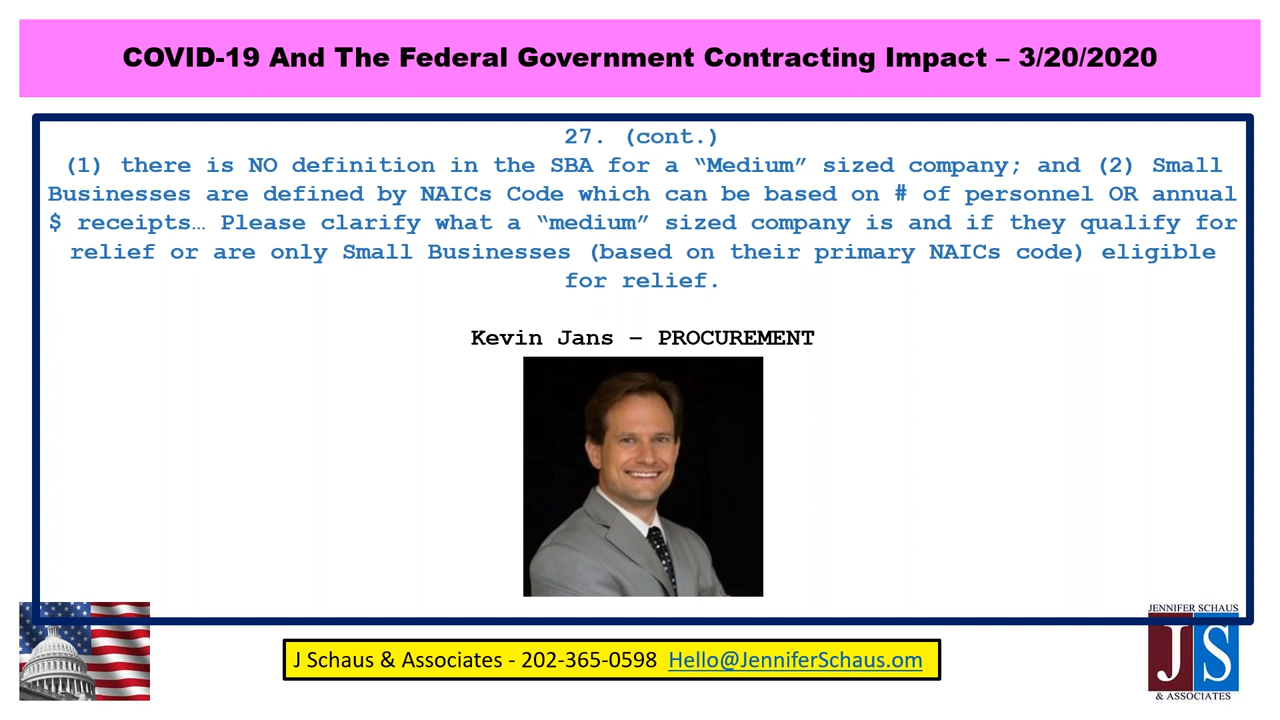 COVID-19 And The Federal Government Contracting Impact – 3/20/2020
27. (cont.)
(1) there is NO definition in the SBA for a “Medium” sized company; and (2) Small
Businesses are defined by NAICs Code which can be based on # of personnel OR annual
$ receipts… Please clarify what a “medium” sized company is and if they qualify for
relief or are only Small Businesses (based on their primary NAICs code) eligible
for relief.
Kevin Jans – PROCUREMENT
J Schaus & Associates - 202-365-0598 Hello@JenniferSchaus.om
JENNIFER SCHAUS
J S
& ASSOCIATES